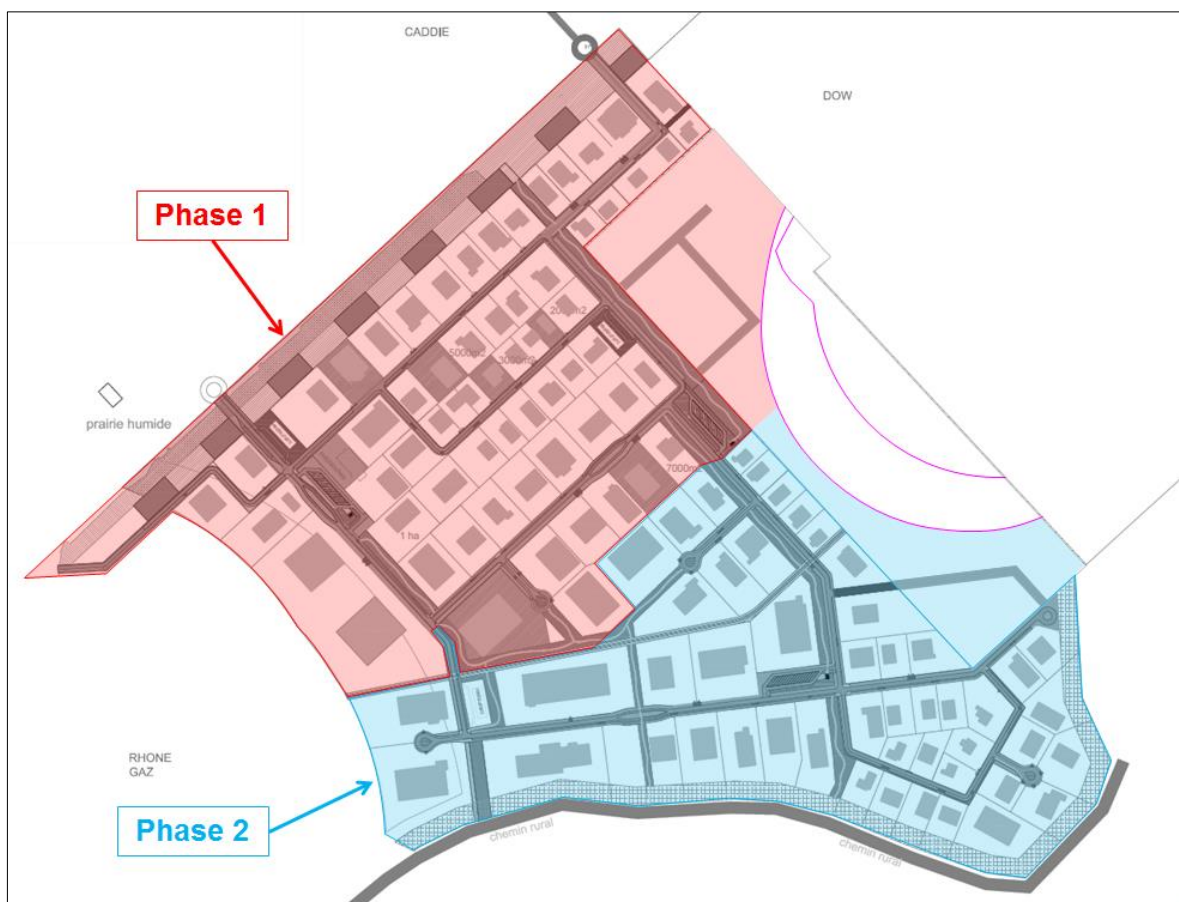 CADDIE
DOW
Phase 1
2000m2
5000m2
3000m2
prairie humide
7000m2
1 ha
RHONE
GAZ
Phase 2
chemin rural
chemin rural